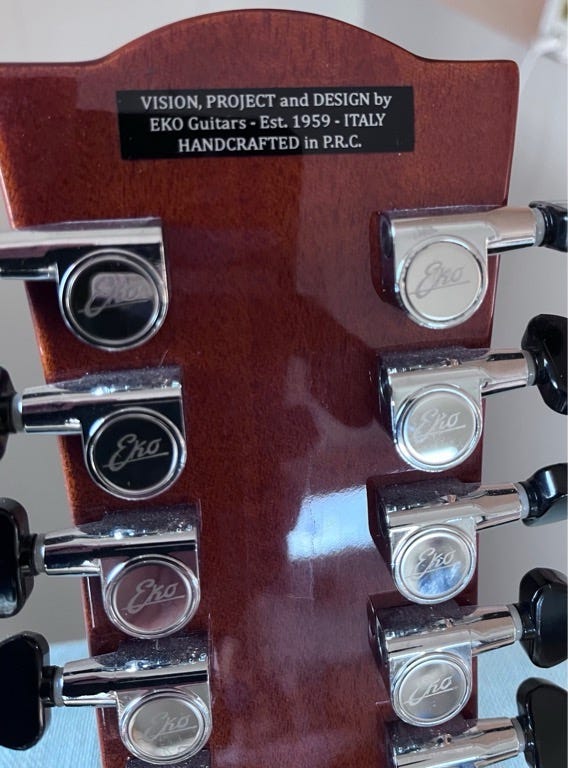 VISION, PROJECT and DESIGN by
EKO Guitars - Est. 1959 - ITALY
HANDCRAFTED in P.R.C.
Eko
Eko
Eko
Eko
Eko
Eko
Eko
Eko